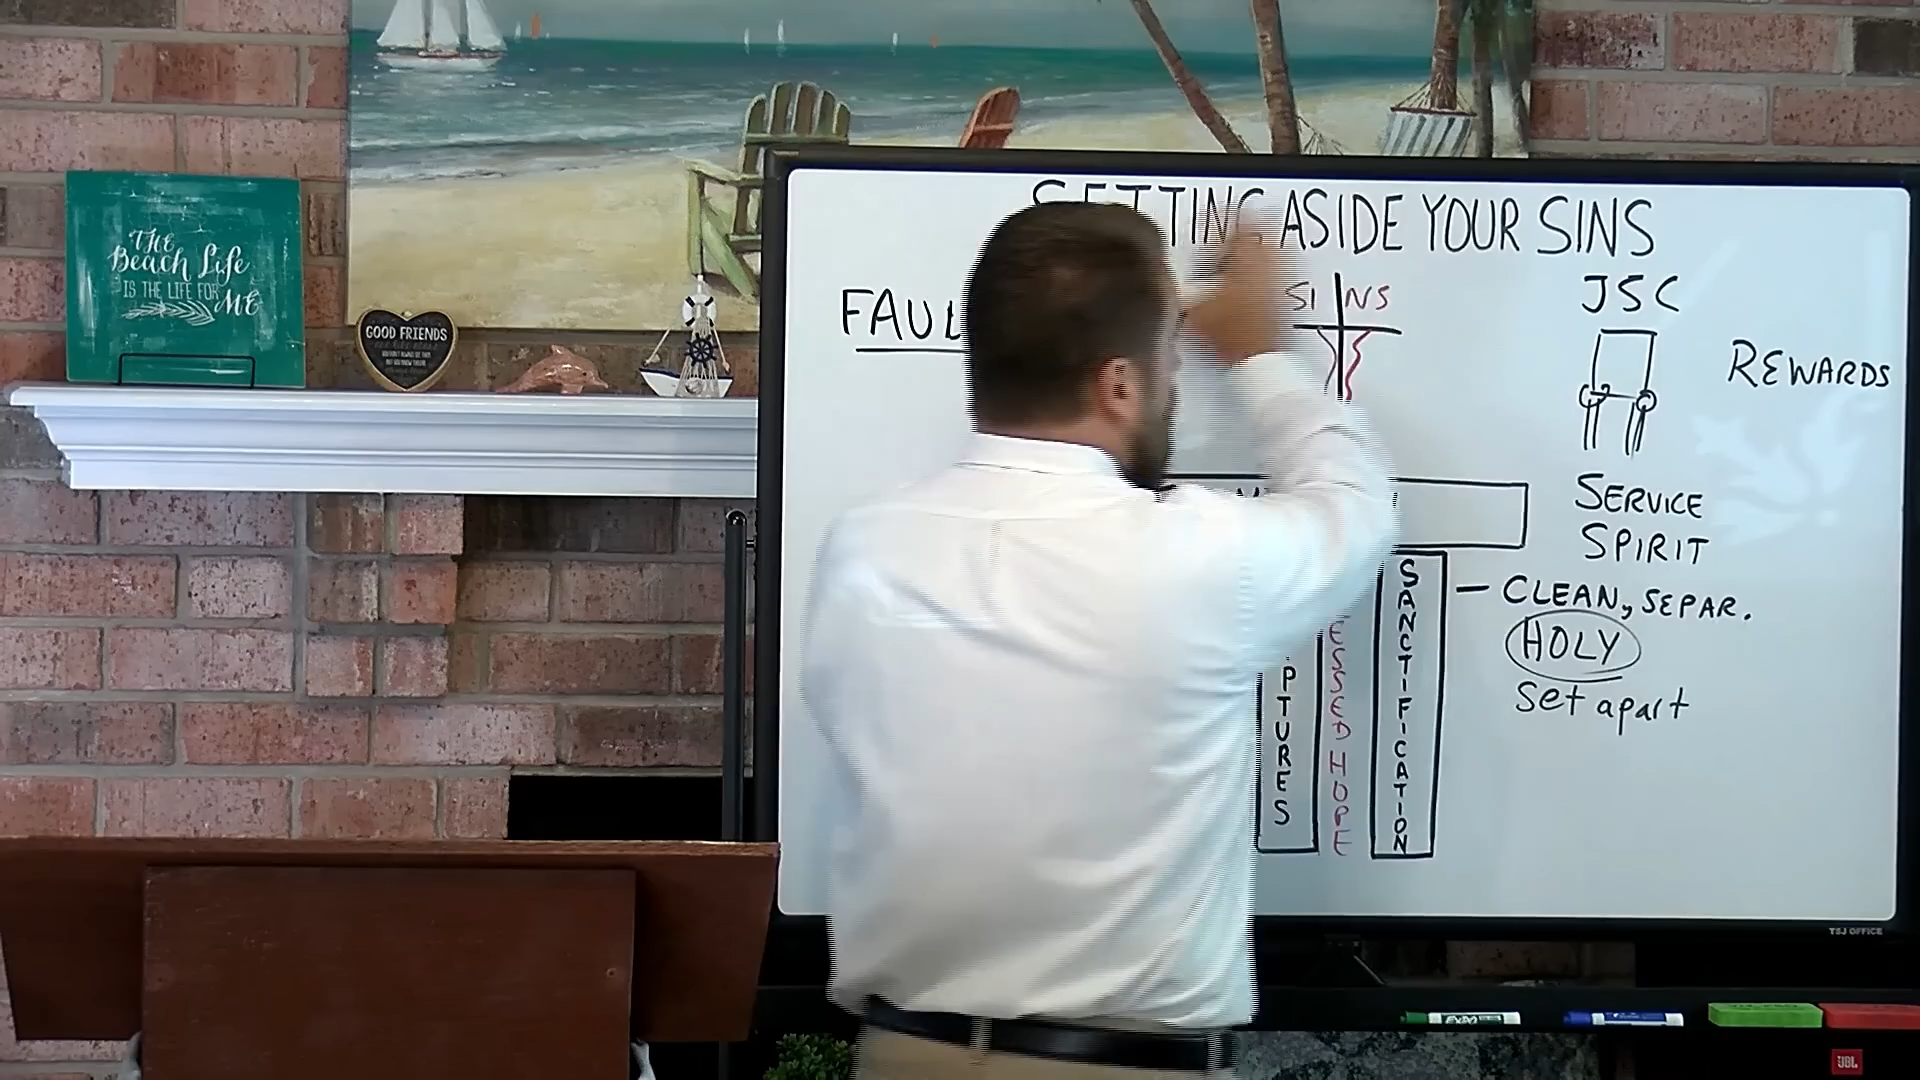 SETTING ASIDE YOUR SINS
THE
Beach Life
IS THE LIFE FOR
ME
GOOD FRIENDS
FAUL
SINS
JSC
REWARDS
SERVICE
SPIRIT
PTURES
ESSED HOPE
SANCTIFICATION
— CLEAN, SEPAR.
HOLY
Set apart
TSJ OFFICE
EXPO
JBL